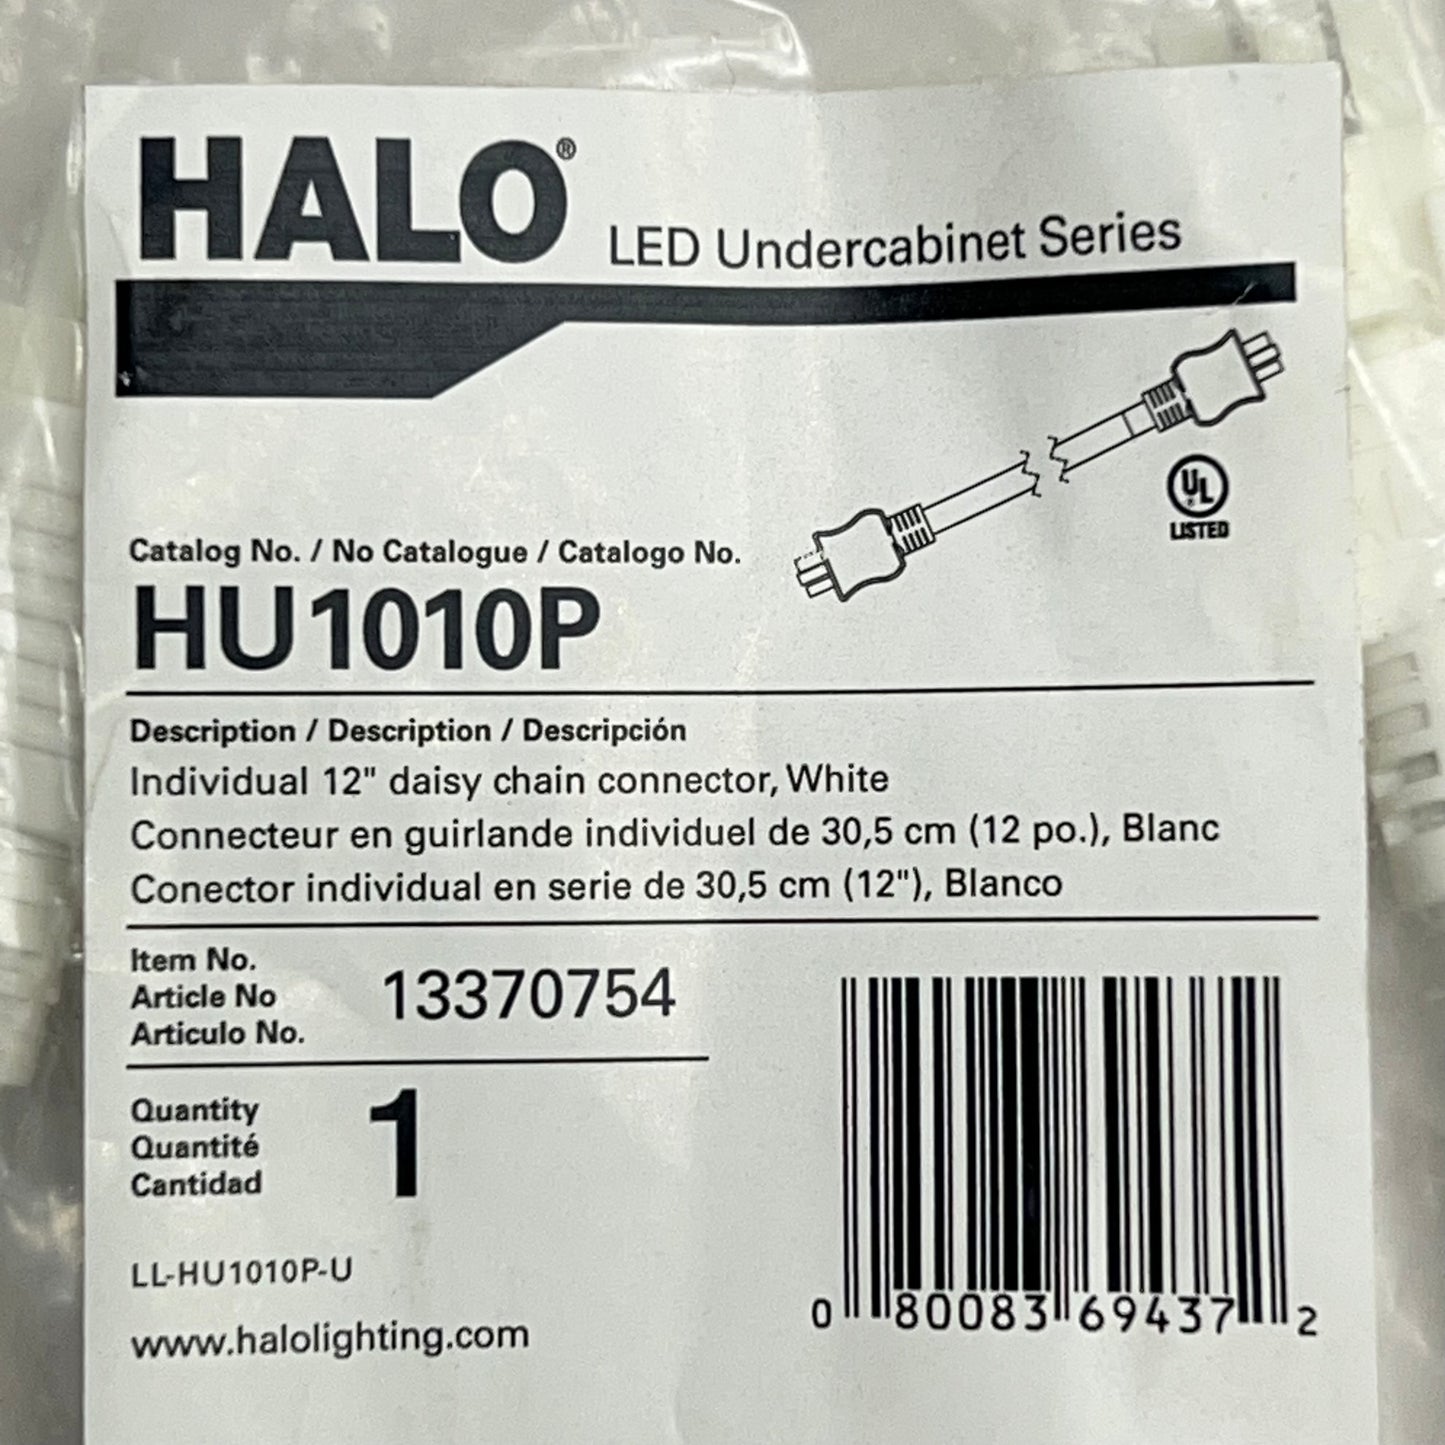 HALO®
LED Undercabinet Series
UL®
LISTED
Catalog No. / No Catalogue / Catalogo No.
HU1010P
Description / Description / Descripción
Individual 12" daisy chain connector, White
Connecteur en guirlande individuel de 30,5 cm (12 po.), Blanc
Conector individual en serie de 30,5 cm (12"), Blanco
Item No.
Article No
Articulo No.
13370754
Quantity
Quantité
Cantidad
1
LL-HU1010P-U
www.halolighting.com
0 80083 69437 2